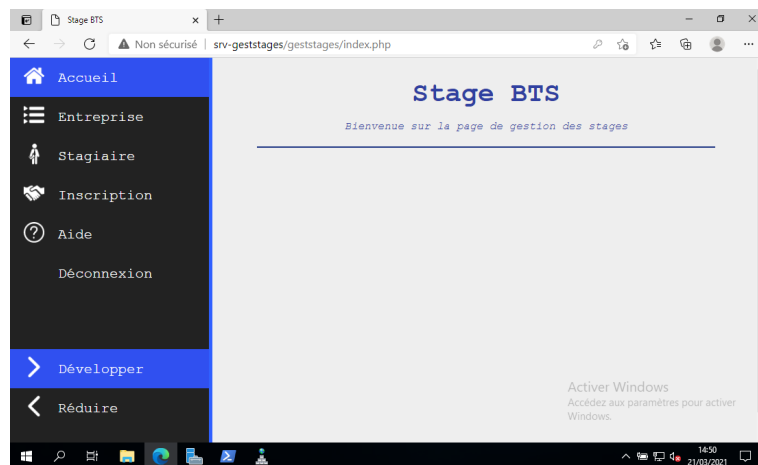 Stage BTS
Non sécurisé | srv-geststages/geststages/index.php
Accueil
Entreprise
Stagiaire
Inscription
Aide
Déconnexion
Développer
Réduire
Stage BTS
Bienvenue sur la page de gestion des stages
Activer Windows
Accédez aux paramètres pour activer
Windows.
14:50
21/03/2021